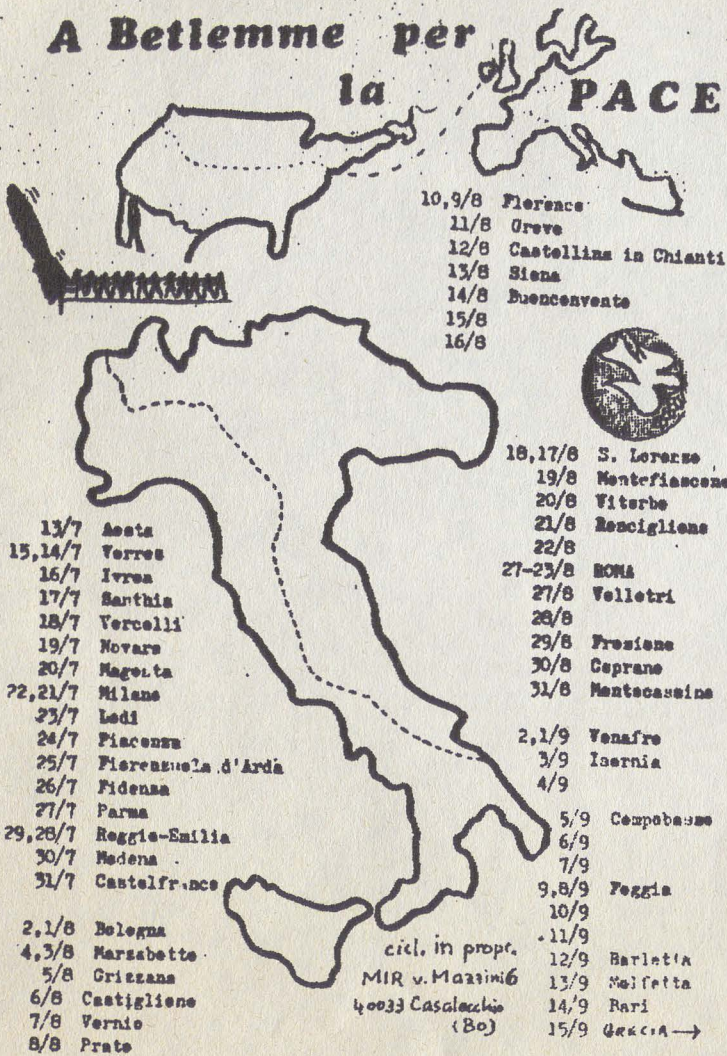 A Betlemme per
la PACE
10,9/8 Florence
11/8 Greve
12/8 Castellina in Chianti
13/8 Siena
14/8 Buonconvento
15/8
16/8
18,17/8 S. Lorenzo
19/8 Montefiascone
20/8 Viterbo
21/8 Ronciglione
22/8
27-23/8 ROMA
27/8 Velletri
28/8
29/8 Frosione
30/8 Ceprano
31/8 Montecassino
2,1/9 Venafro
3/9 Isernia
4/9
5/9 Campobasso
6/9
7/9
9,8/9 Foggia
10/9
11/9
12/9 Barletta
13/9 Molfetta
14/9 Bari
15/9 GRECIA →
13/7 Aosta
15,14/7 Verres
16/7 Ivrea
17/7 Santhia
18/7 Vercelli
19/7 Novara
20/7 Magenta
22,21/7 Milano
23/7 Lodi
24/7 Piacenza
25/7 Fiorenzuola d'Arda
26/7 Fidenza
27/7 Parma
29,28/7 Reggio-Emilia
30/7 Modena
31/7 Castelfranco
2,1/8 Bologna
4,3/8 Marzabotto
5/8 Grizzana
6/8 Castiglione
7/8 Vernio
8/8 Prato
cicl. in propr.
MIR v. Mazzini 6
40033 Casalecchio
(Bo)